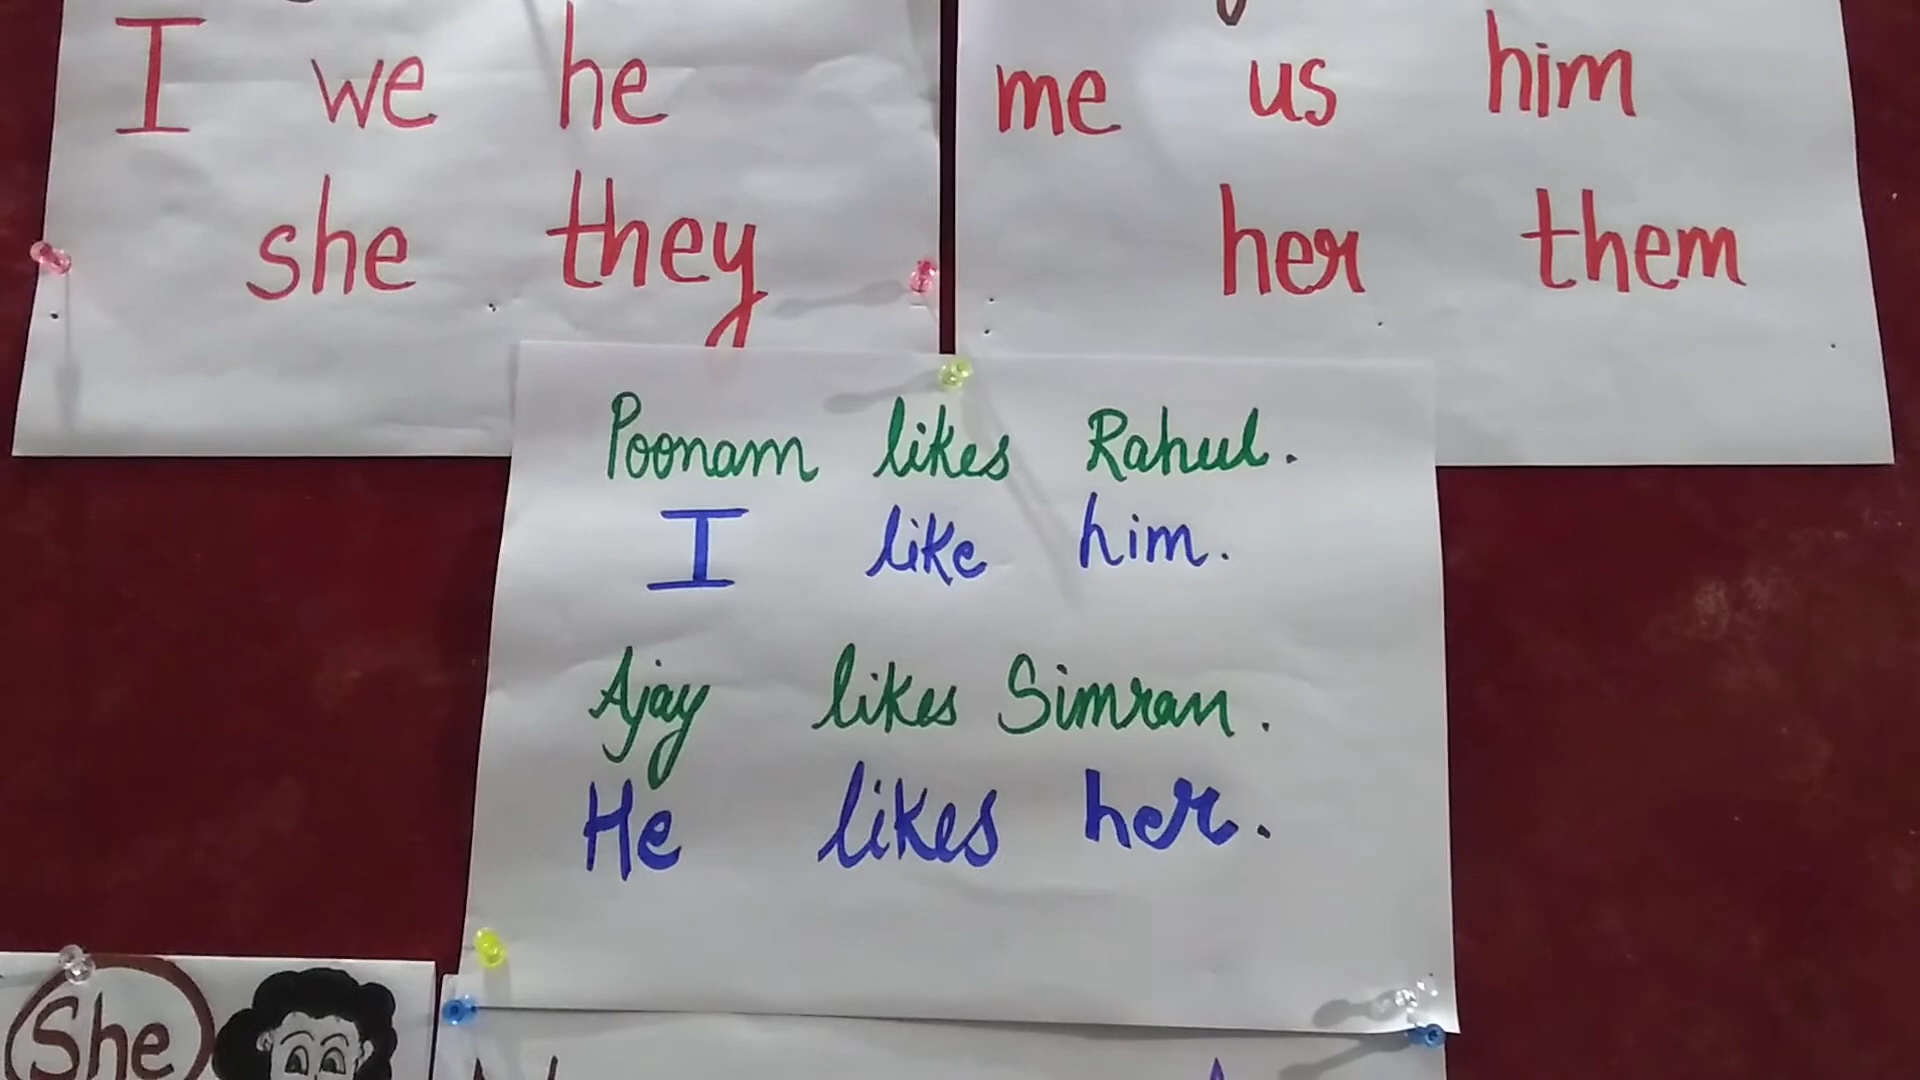 I we he
she they
me us him
her them
Poonam likes Rahul.
I like him.
Ajay likes Simran.
He likes her.
She